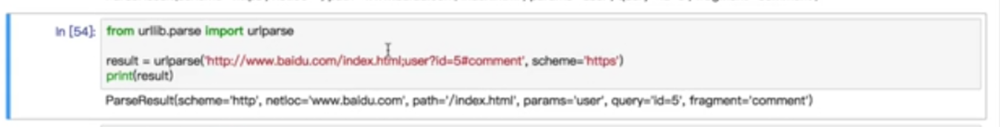 In [54]: from urllib.parse import urlparse
result = urlparse('http://www.baidu.com/index.html;user?id=5#comment', scheme='https')
print(result)
ParseResult(scheme='http', netloc='www.baidu.com', path='/index.html', params='user', query='id=5', fragment='comment')